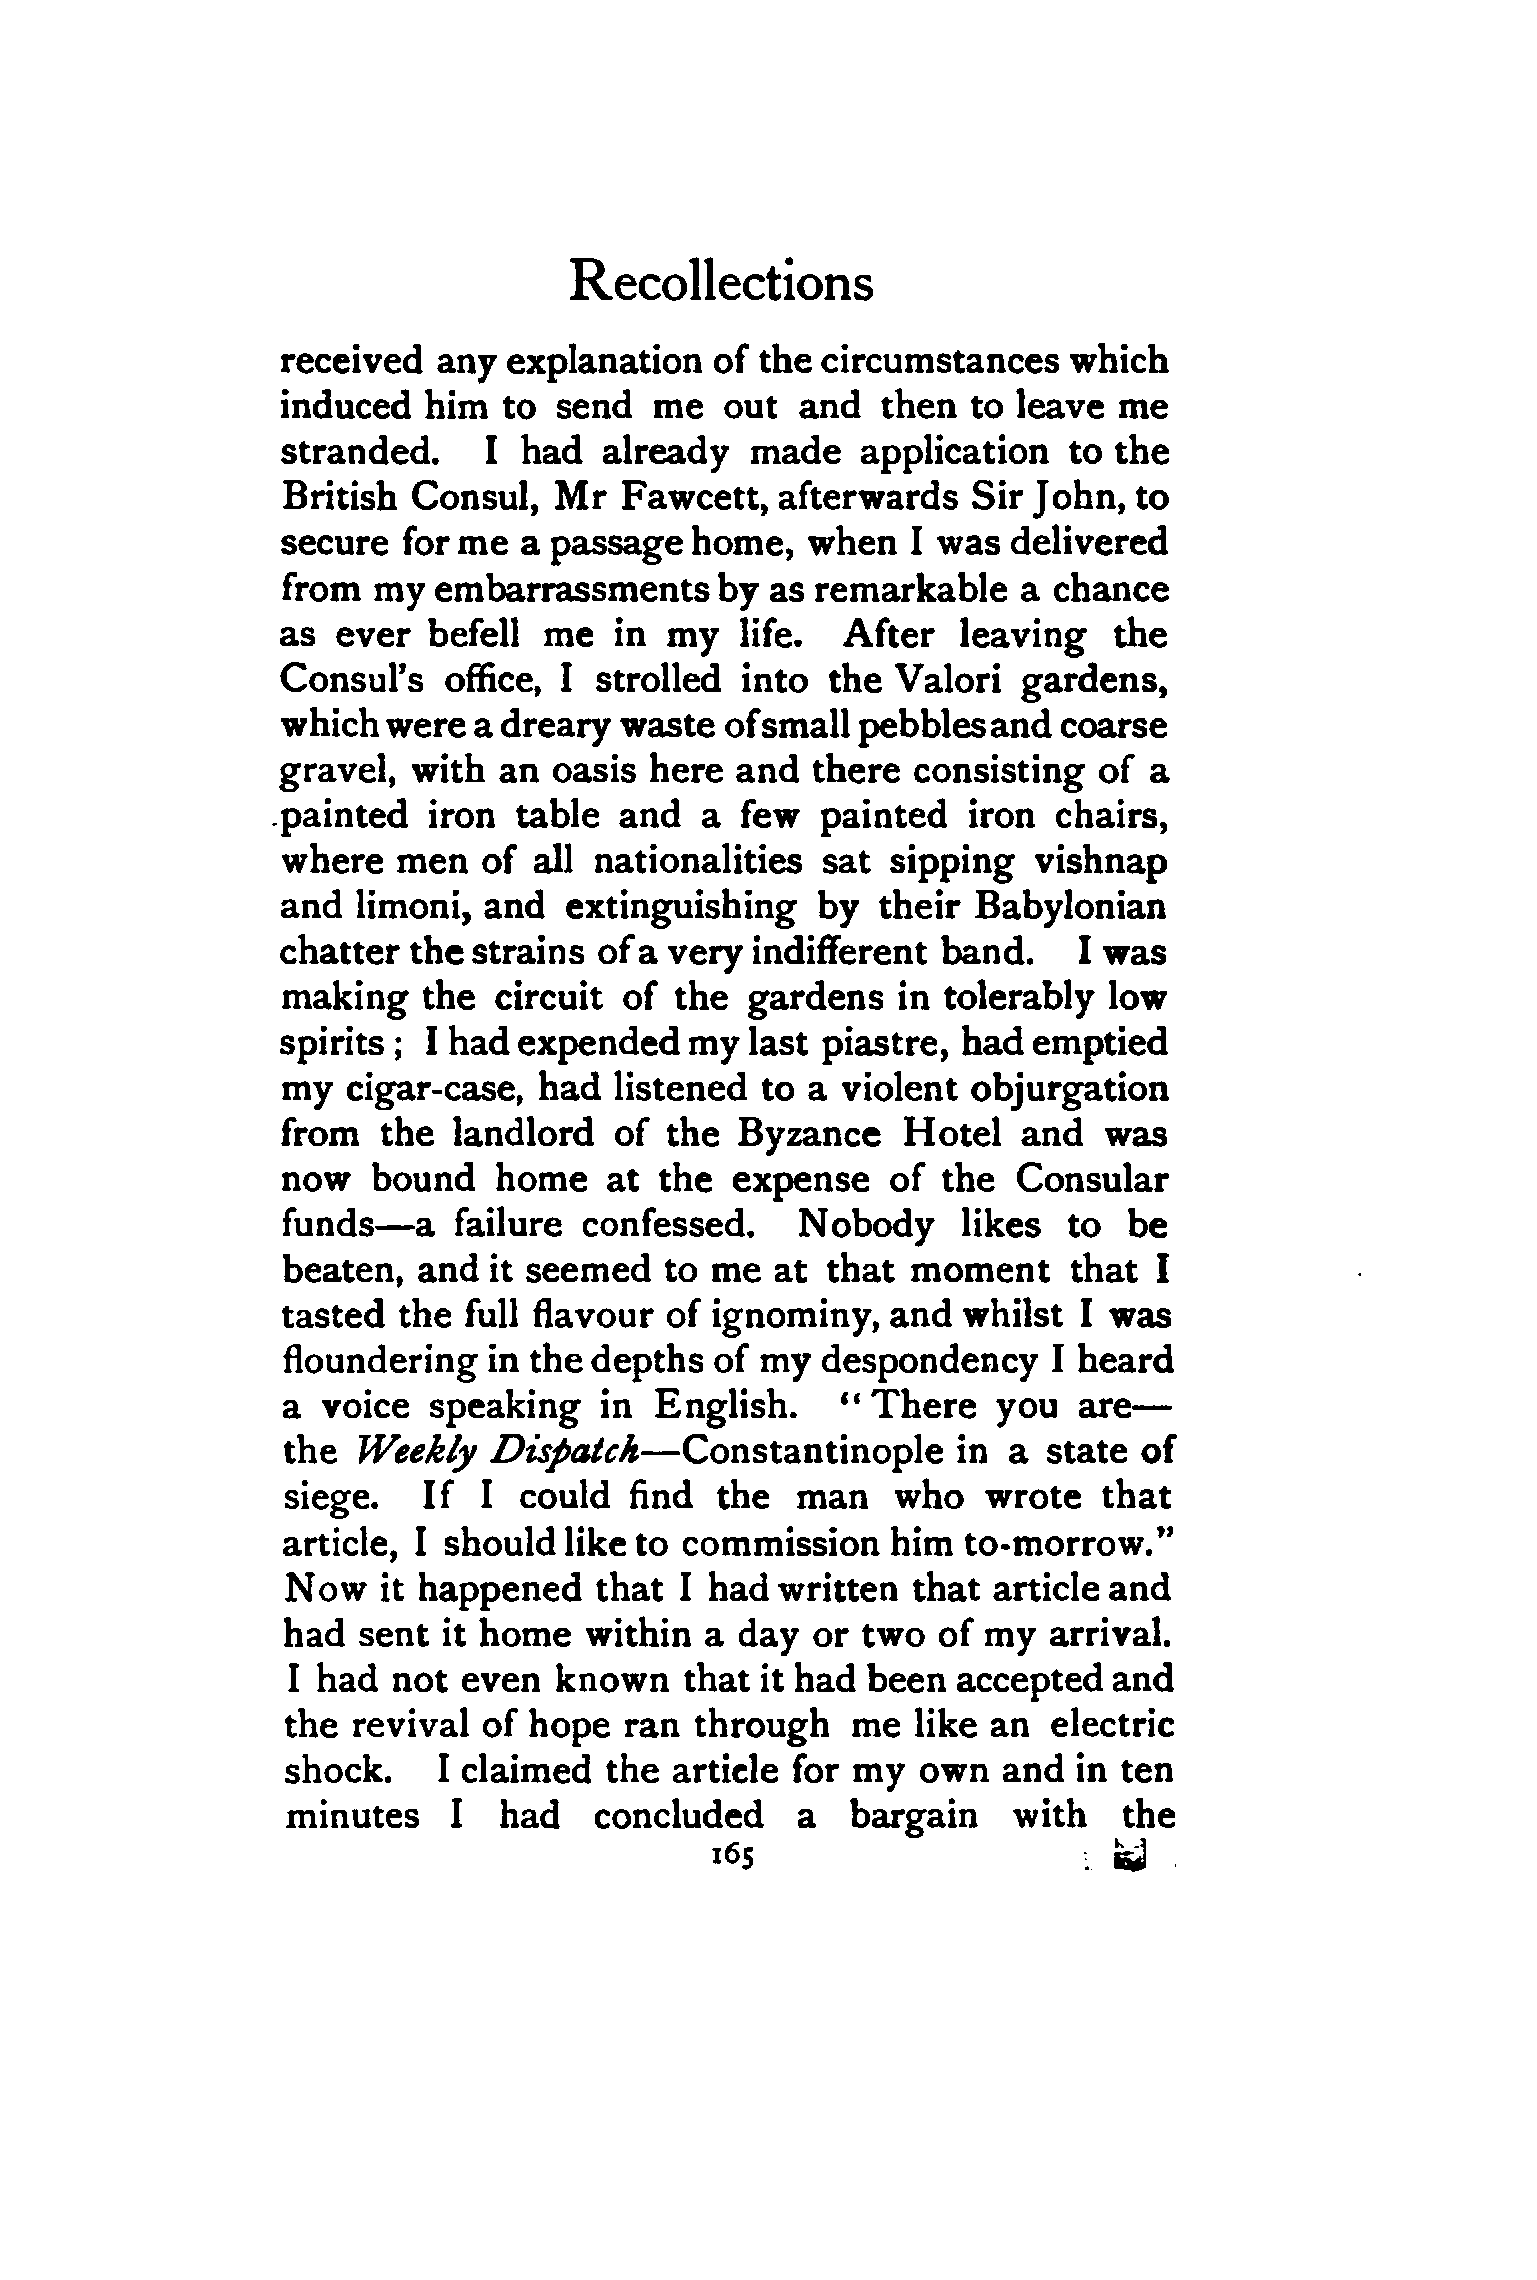 Recollections
received any explanation of the circumstances which
induced him to send me out and then to leave me
stranded. I had already made application to the
British Consul, Mr Fawcett, afterwards Sir John, to
secure for me a passage home, when I was delivered
from my embarrassments by as remarkable a chance
as ever befell me in my life. After leaving the
Consul's office, I strolled into the Valori gardens,
which were a dreary waste of small pebbles and coarse
gravel, with an oasis here and there consisting of a
painted iron table and a few painted iron chairs,
where men of all nationalities sat sipping vishnap
and limoni, and extinguishing by their Babylonian
chatter the strains of a very indifferent band. I was
making the circuit of the gardens in tolerably low
spirits; I had expended my last piastre, had emptied
my cigar-case, had listened to a violent objurgation
from the landlord of the Byzance Hotel and was
now bound home at the expense of the Consular
funds—a failure confessed. Nobody likes to be
beaten, and it seemed to me at that moment that I
tasted the full flavour of ignominy, and whilst I was
floundering in the depths of my despondency I heard
a voice speaking in English. "There you are—
the Weekly Dispatch—Constantinople in a state of
siege. If I could find the man who wrote that
article, I should like to commission him to-morrow."
Now it happened that I had written that article and
had sent it home within a day or two of my arrival.
I had not even known that it had been accepted and
the revival of hope ran through me like an electric
shock. I claimed the article for my own and in ten
minutes I had concluded a bargain with the
165